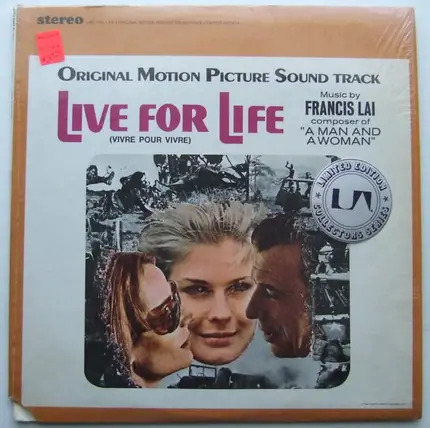 stereo
ORIGINAL MOTION PICTURE SOUND TRACK
LIVE FOR LIFE
(VIVRE POUR VIVRE)
Music by
FRANCIS LAI
composer of
"A MAN AND
A WOMAN"
LIMITED EDITION
UA
COLLECTORS SERIES